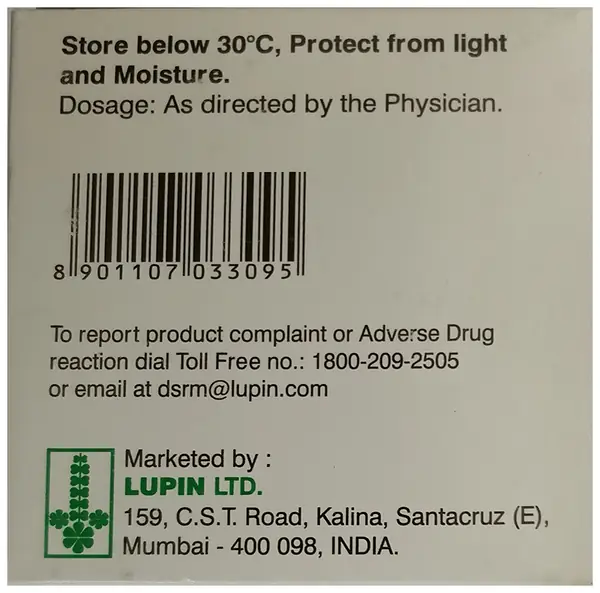 Store below 30°C, Protect from light
and Moisture.
Dosage: As directed by the Physician.
8 901107 033095
To report product complaint or Adverse Drug
reaction dial Toll Free no.: 1800-209-2505
or email at dsrm@lupin.com
Marketed by :
LUPIN LTD.
159, C.S.T. Road, Kalina, Santacruz (E),
Mumbai - 400 098, INDIA.